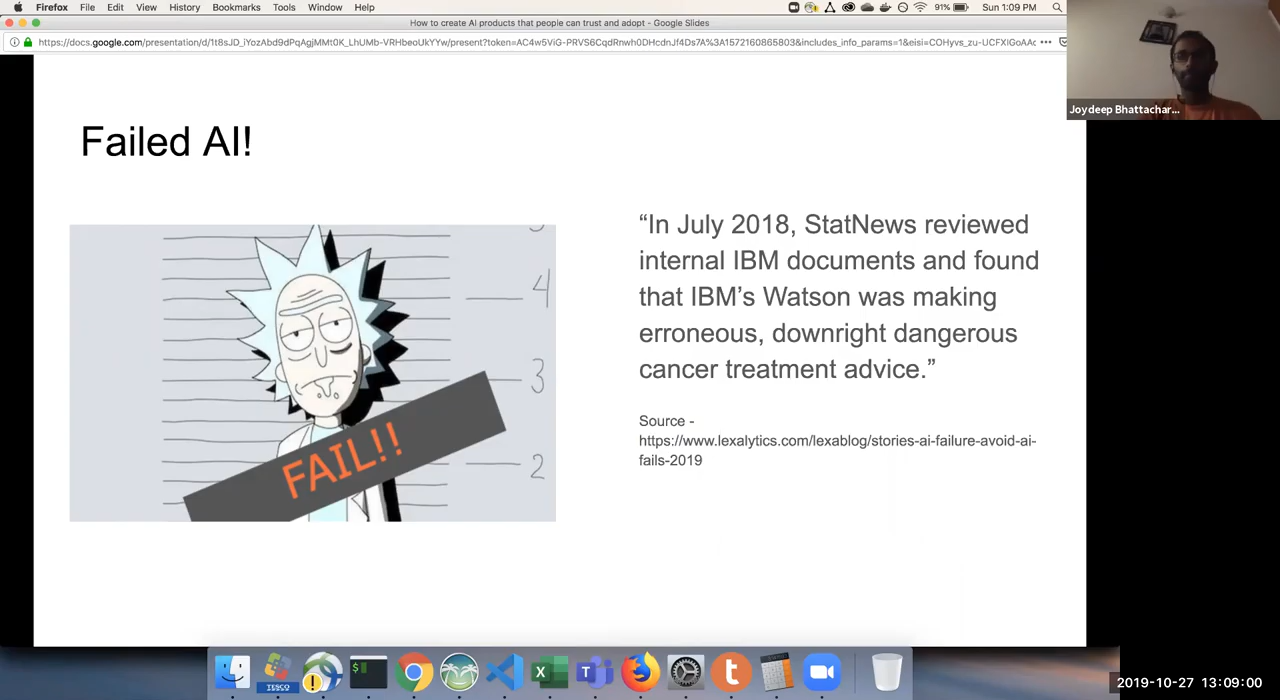 Firefox File Edit View History Bookmarks Tools Window Help 91% Sun 1:09 PM
How to create AI products that people can trust and adopt - Google Slides
Joydeep Bhattachar...
Failed AI!
4
3
2
FAIL!!
“In July 2018, StatNews reviewed
internal IBM documents and found
that IBM’s Watson was making
erroneous, downright dangerous
cancer treatment advice.”
Source -
https://www.lexalytics.com/lexablog/stories-ai-failure-avoid-ai-
fails-2019
2019-10-27 13:09:00